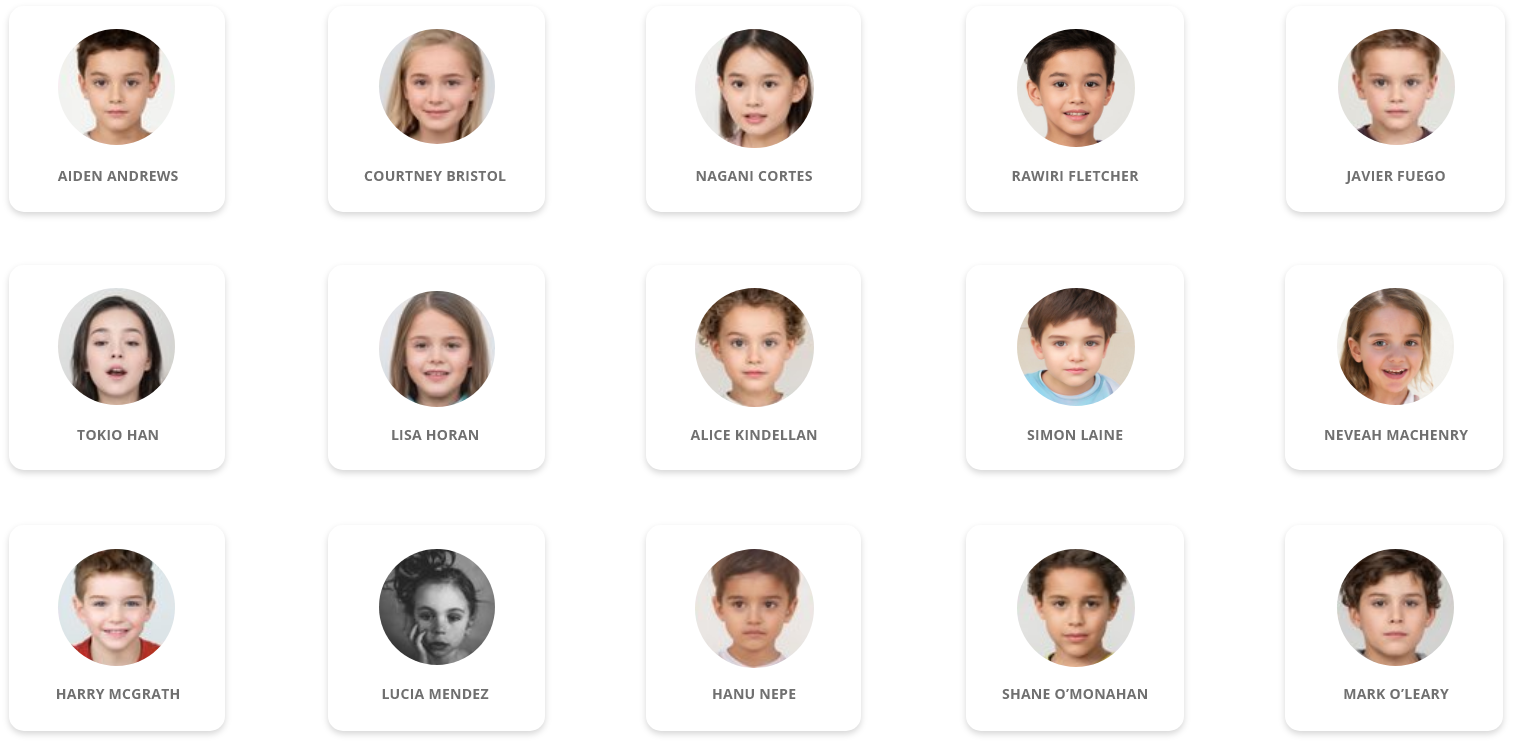 AIDEN ANDREWS
COURTNEY BRISTOL
NAGANI CORTES
RAWIRI FLETCHER
JAVIER FUEGO
TOKIO HAN
LISA HORAN
ALICE KINDELLAN
SIMON LAINE
NEVEAH MACHENRY
HARRY MCGRATH
LUCIA MENDEZ
HANU NEPE
SHANE O’MONAHAN
MARK O’LEARY